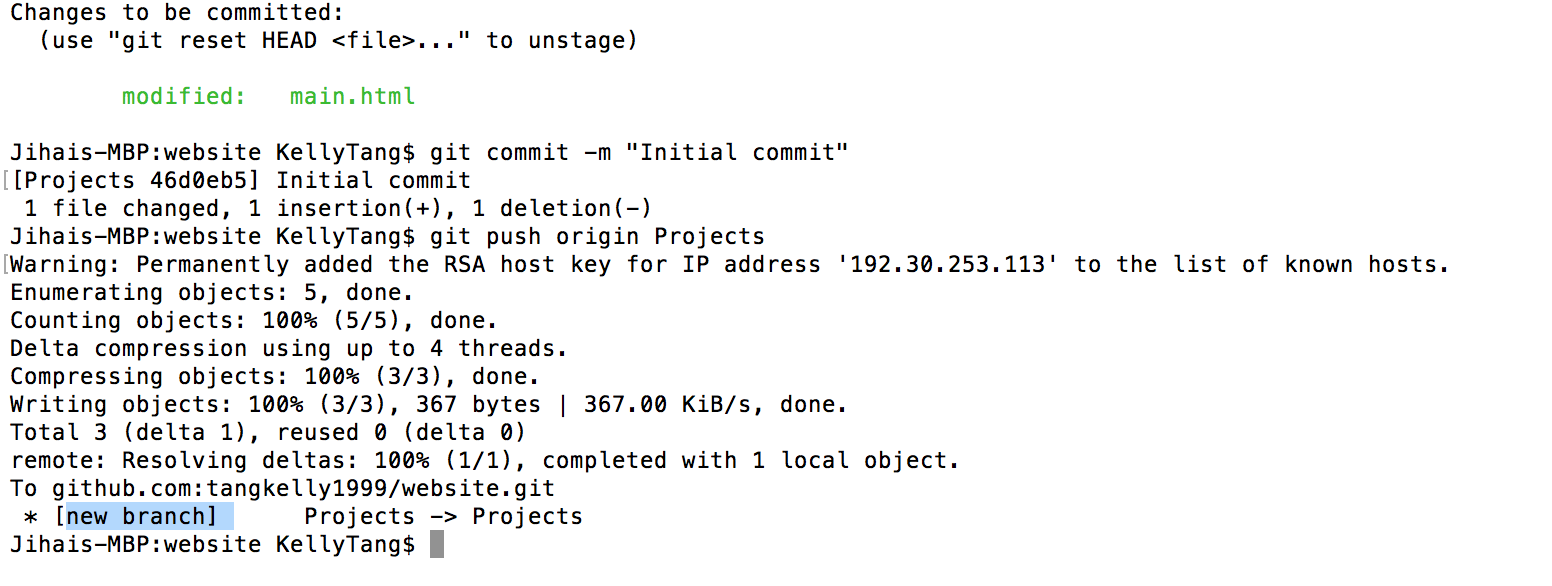 Changes to be committed:
  (use "git reset HEAD <file>..." to unstage)
        modified:   main.html
Jihais-MBP:website KellyTang$ git commit -m "Initial commit"
[[Projects 46d0eb5] Initial commit
 1 file changed, 1 insertion(+), 1 deletion(-)
Jihais-MBP:website KellyTang$ git push origin Projects
[Warning: Permanently added the RSA host key for IP address '192.30.253.113' to the list of known hosts.
Enumerating objects: 5, done.
Counting objects: 100% (5/5), done.
Delta compression using up to 4 threads.
Compressing objects: 100% (3/3), done.
Writing objects: 100% (3/3), 367 bytes | 367.00 KiB/s, done.
Total 3 (delta 1), reused 0 (delta 0)
remote: Resolving deltas: 100% (1/1), completed with 1 local object.
To github.com:tangkelly1999/website.git
 * [new branch]      Projects -> Projects
Jihais-MBP:website KellyTang$